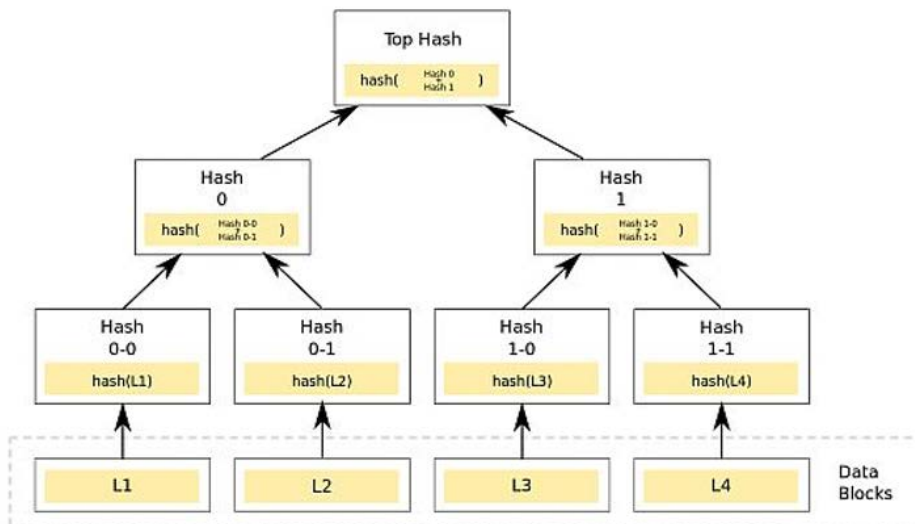 Top Hash
hash( Hash 0 + Hash 1 )
Hash
0
hash( Hash 0-0 + Hash 0-1 )
Hash
1
hash( Hash 1-0 + Hash 1-1 )
Hash
0-0
hash(L1)
Hash
0-1
hash(L2)
Hash
1-0
hash(L3)
Hash
1-1
hash(L4)
L1
L2
L3
L4
Data
Blocks